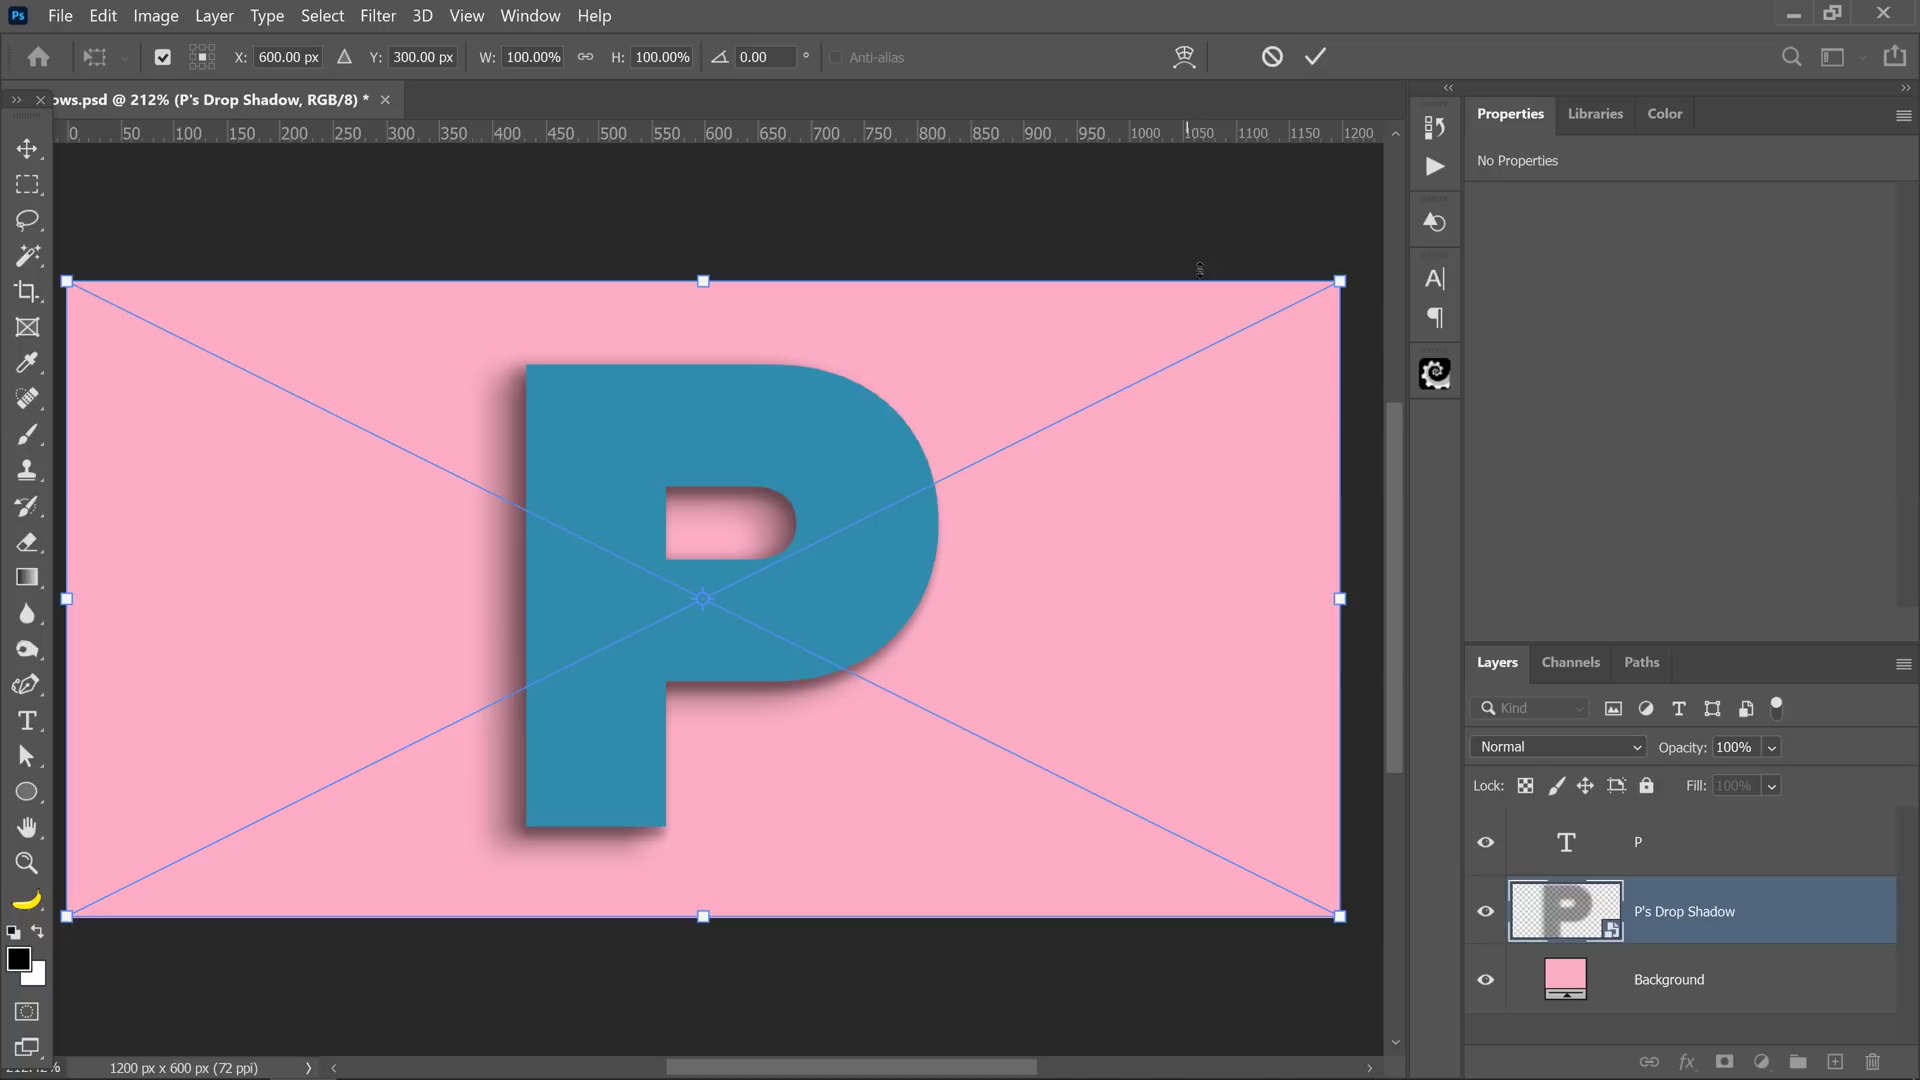 Ps File Edit Image Layer Type Select Filter 3D View Window Help
X: 600.00 px Y: 300.00 px W: 100.00% H: 100.00% 0.00 ° Anti-alias
ows.psd @ 212% (P's Drop Shadow, RGB/8) *
0 50 100 150 200 250 300 350 400 450 500 550 600 650 700 750 800 850 900 950 1000 1050 1100 1150 1200
Properties Libraries Color
No Properties
P
Layers Channels Paths
Kind
Normal Opacity: 100%
Lock: Fill: 100%
P
P's Drop Shadow
Background
1200 px x 600 px (72 ppi)